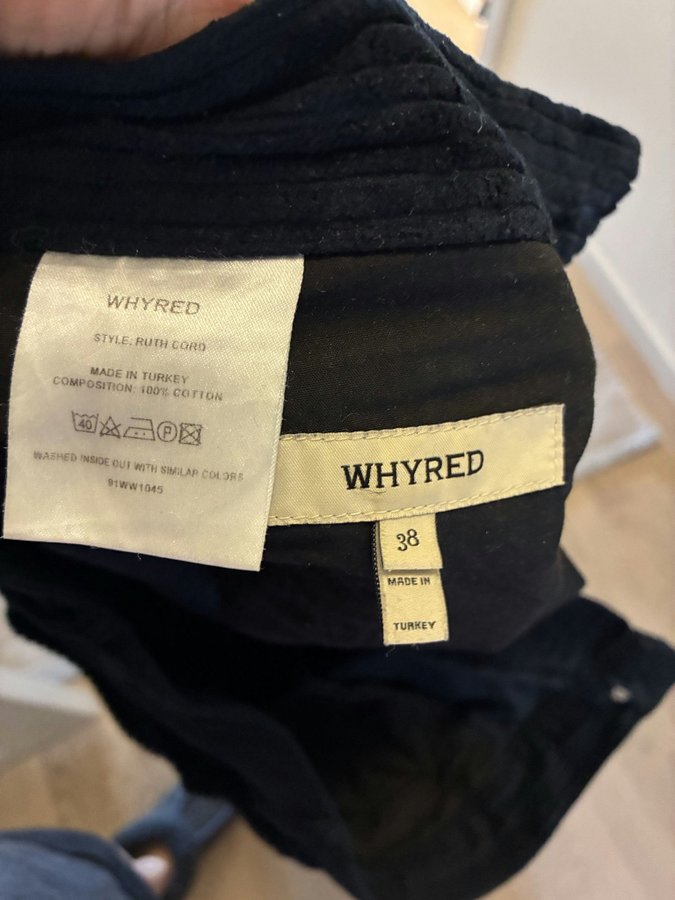 WHYRED
STYLE: RUTH CORD
MADE IN TURKEY
COMPOSITION: 100% COTTON
40 P
WASHED INSIDE OUT WITH SIMILAR COLORS
91WW1045
WHYRED
38
MADE IN
TURKEY